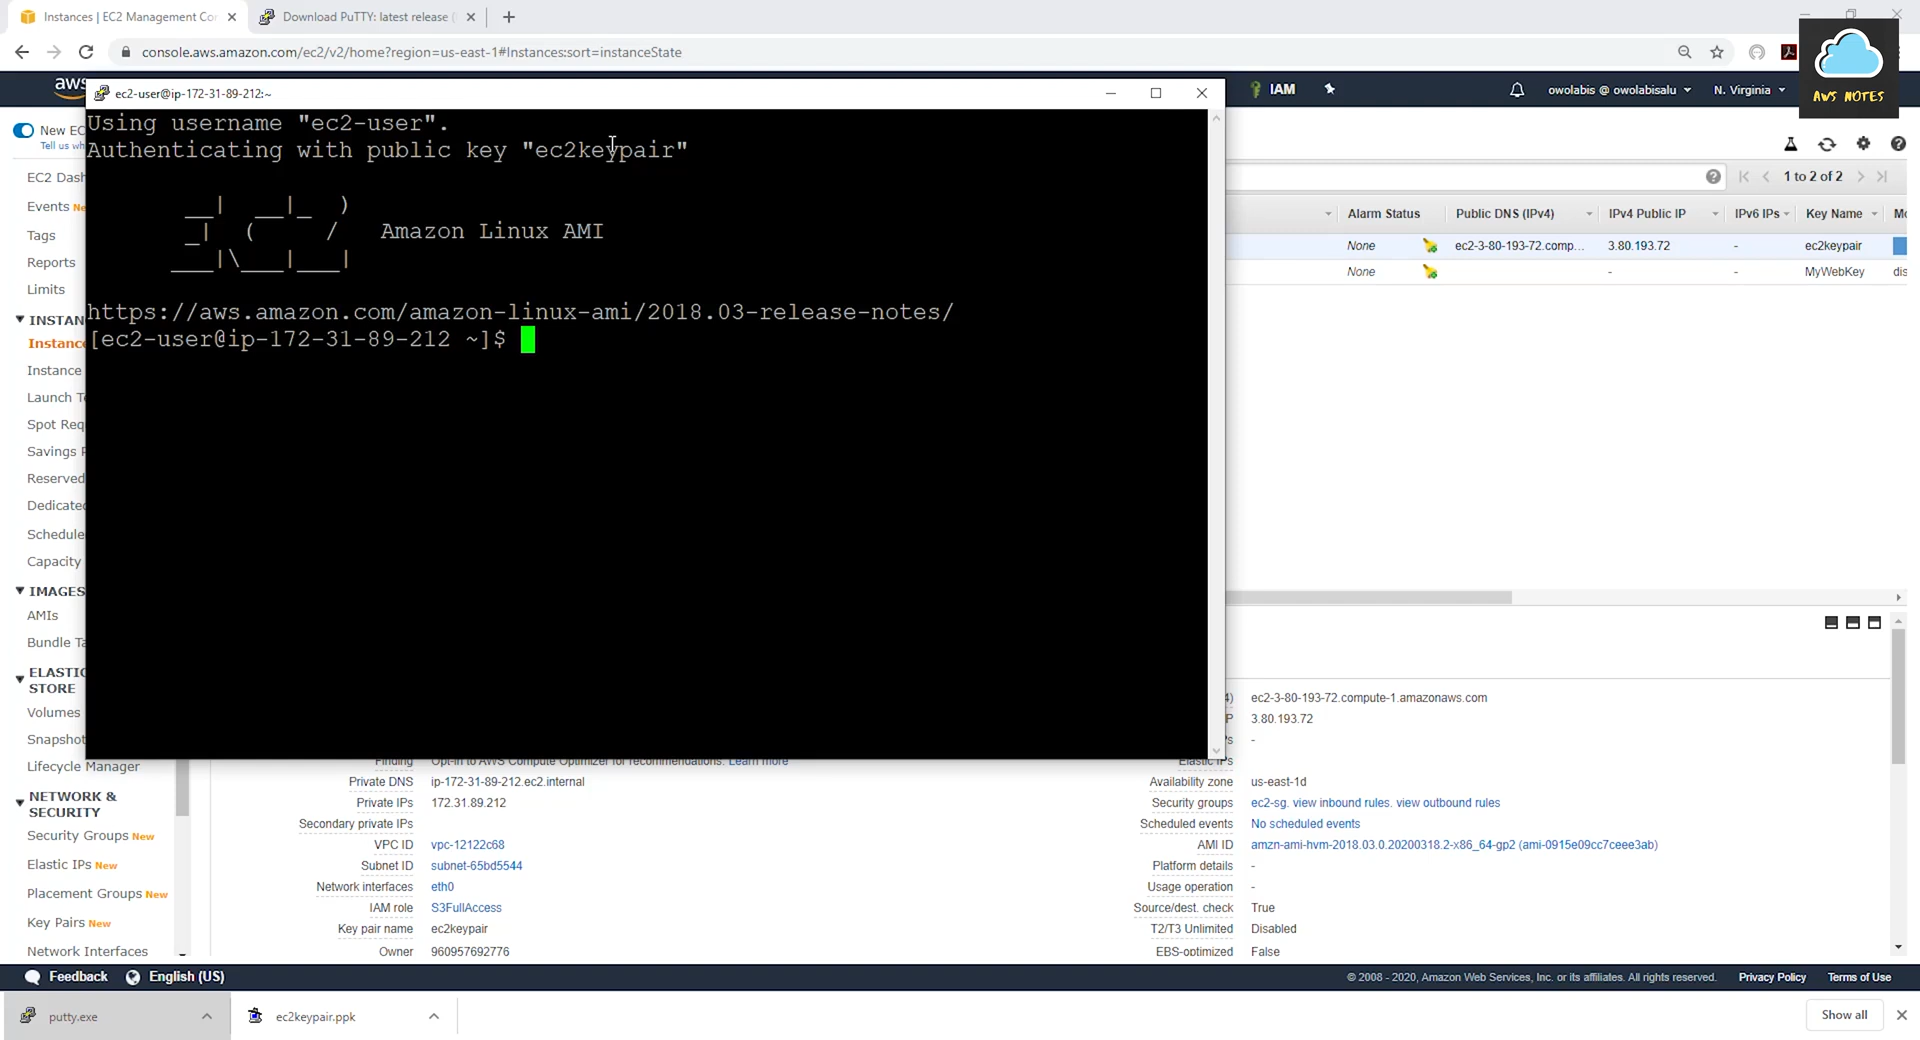 Instances | EC2 Management Con
Download PuTTY: latest release (
console.aws.amazon.com/ec2/v2/home?region=us-east-1#Instances:sort=instanceState
AWS NOTES
aws
IAM
owolabis @ owolabisalu
N. Virginia
ec2-user@ip-172-31-89-212:~
Using username "ec2-user".
Authenticating with public key "ec2keypair"
__| __|_ )
_| ( / Amazon Linux AMI
___|\___|___|
https://aws.amazon.com/amazon-linux-ami/2018.03-release-notes/
[ec2-user@ip-172-31-89-212 ~]$
New EC
Tell us wh
EC2 Dash
Events Ne
Tags
Reports
Limits
INSTAN
Instance
Instance
Launch Te
Spot Req
Savings P
Reserved
Dedicated
Schedule
Capacity
IMAGES
AMIs
Bundle Ta
ELASTIC
STORE
Volumes
Snapshot
Lifecycle Manager
NETWORK &
SECURITY
Security Groups New
Elastic IPs New
Placement Groups New
Key Pairs New
Network Interfaces
1 to 2 of 2
Alarm Status Public DNS (IPv4) IPv4 Public IP IPv6 IPs Key Name Mo
None ec2-3-80-193-72.comp... 3.80.193.72 - ec2keypair
None - - MyWebKey dis
4) ec2-3-80-193-72.compute-1.amazonaws.com
P 3.80.193.72
's -
Finding Opt-in to AWS Compute Optimizer for recommendations. Learn more
Elastic IPs
Private DNS ip-172-31-89-212.ec2.internal
Availability zone us-east-1d
Private IPs 172.31.89.212
Security groups ec2-sg. view inbound rules. view outbound rules
Secondary private IPs
Scheduled events No scheduled events
VPC ID vpc-12122c68
AMI ID amzn-ami-hvm-2018.03.0.20200318.2-x86_64-gp2 (ami-0915e09cc7ceee3ab)
Subnet ID subnet-65bd5544
Platform details -
Network interfaces eth0
Usage operation -
IAM role S3FullAccess
Source/dest. check True
Key pair name ec2keypair
T2/T3 Unlimited Disabled
Owner 960957692776
EBS-optimized False
Feedback English (US)
© 2008 - 2020, Amazon Web Services, Inc. or its affiliates. All rights reserved. Privacy Policy Terms of Use
putty.exe
ec2keypair.ppk
Show all